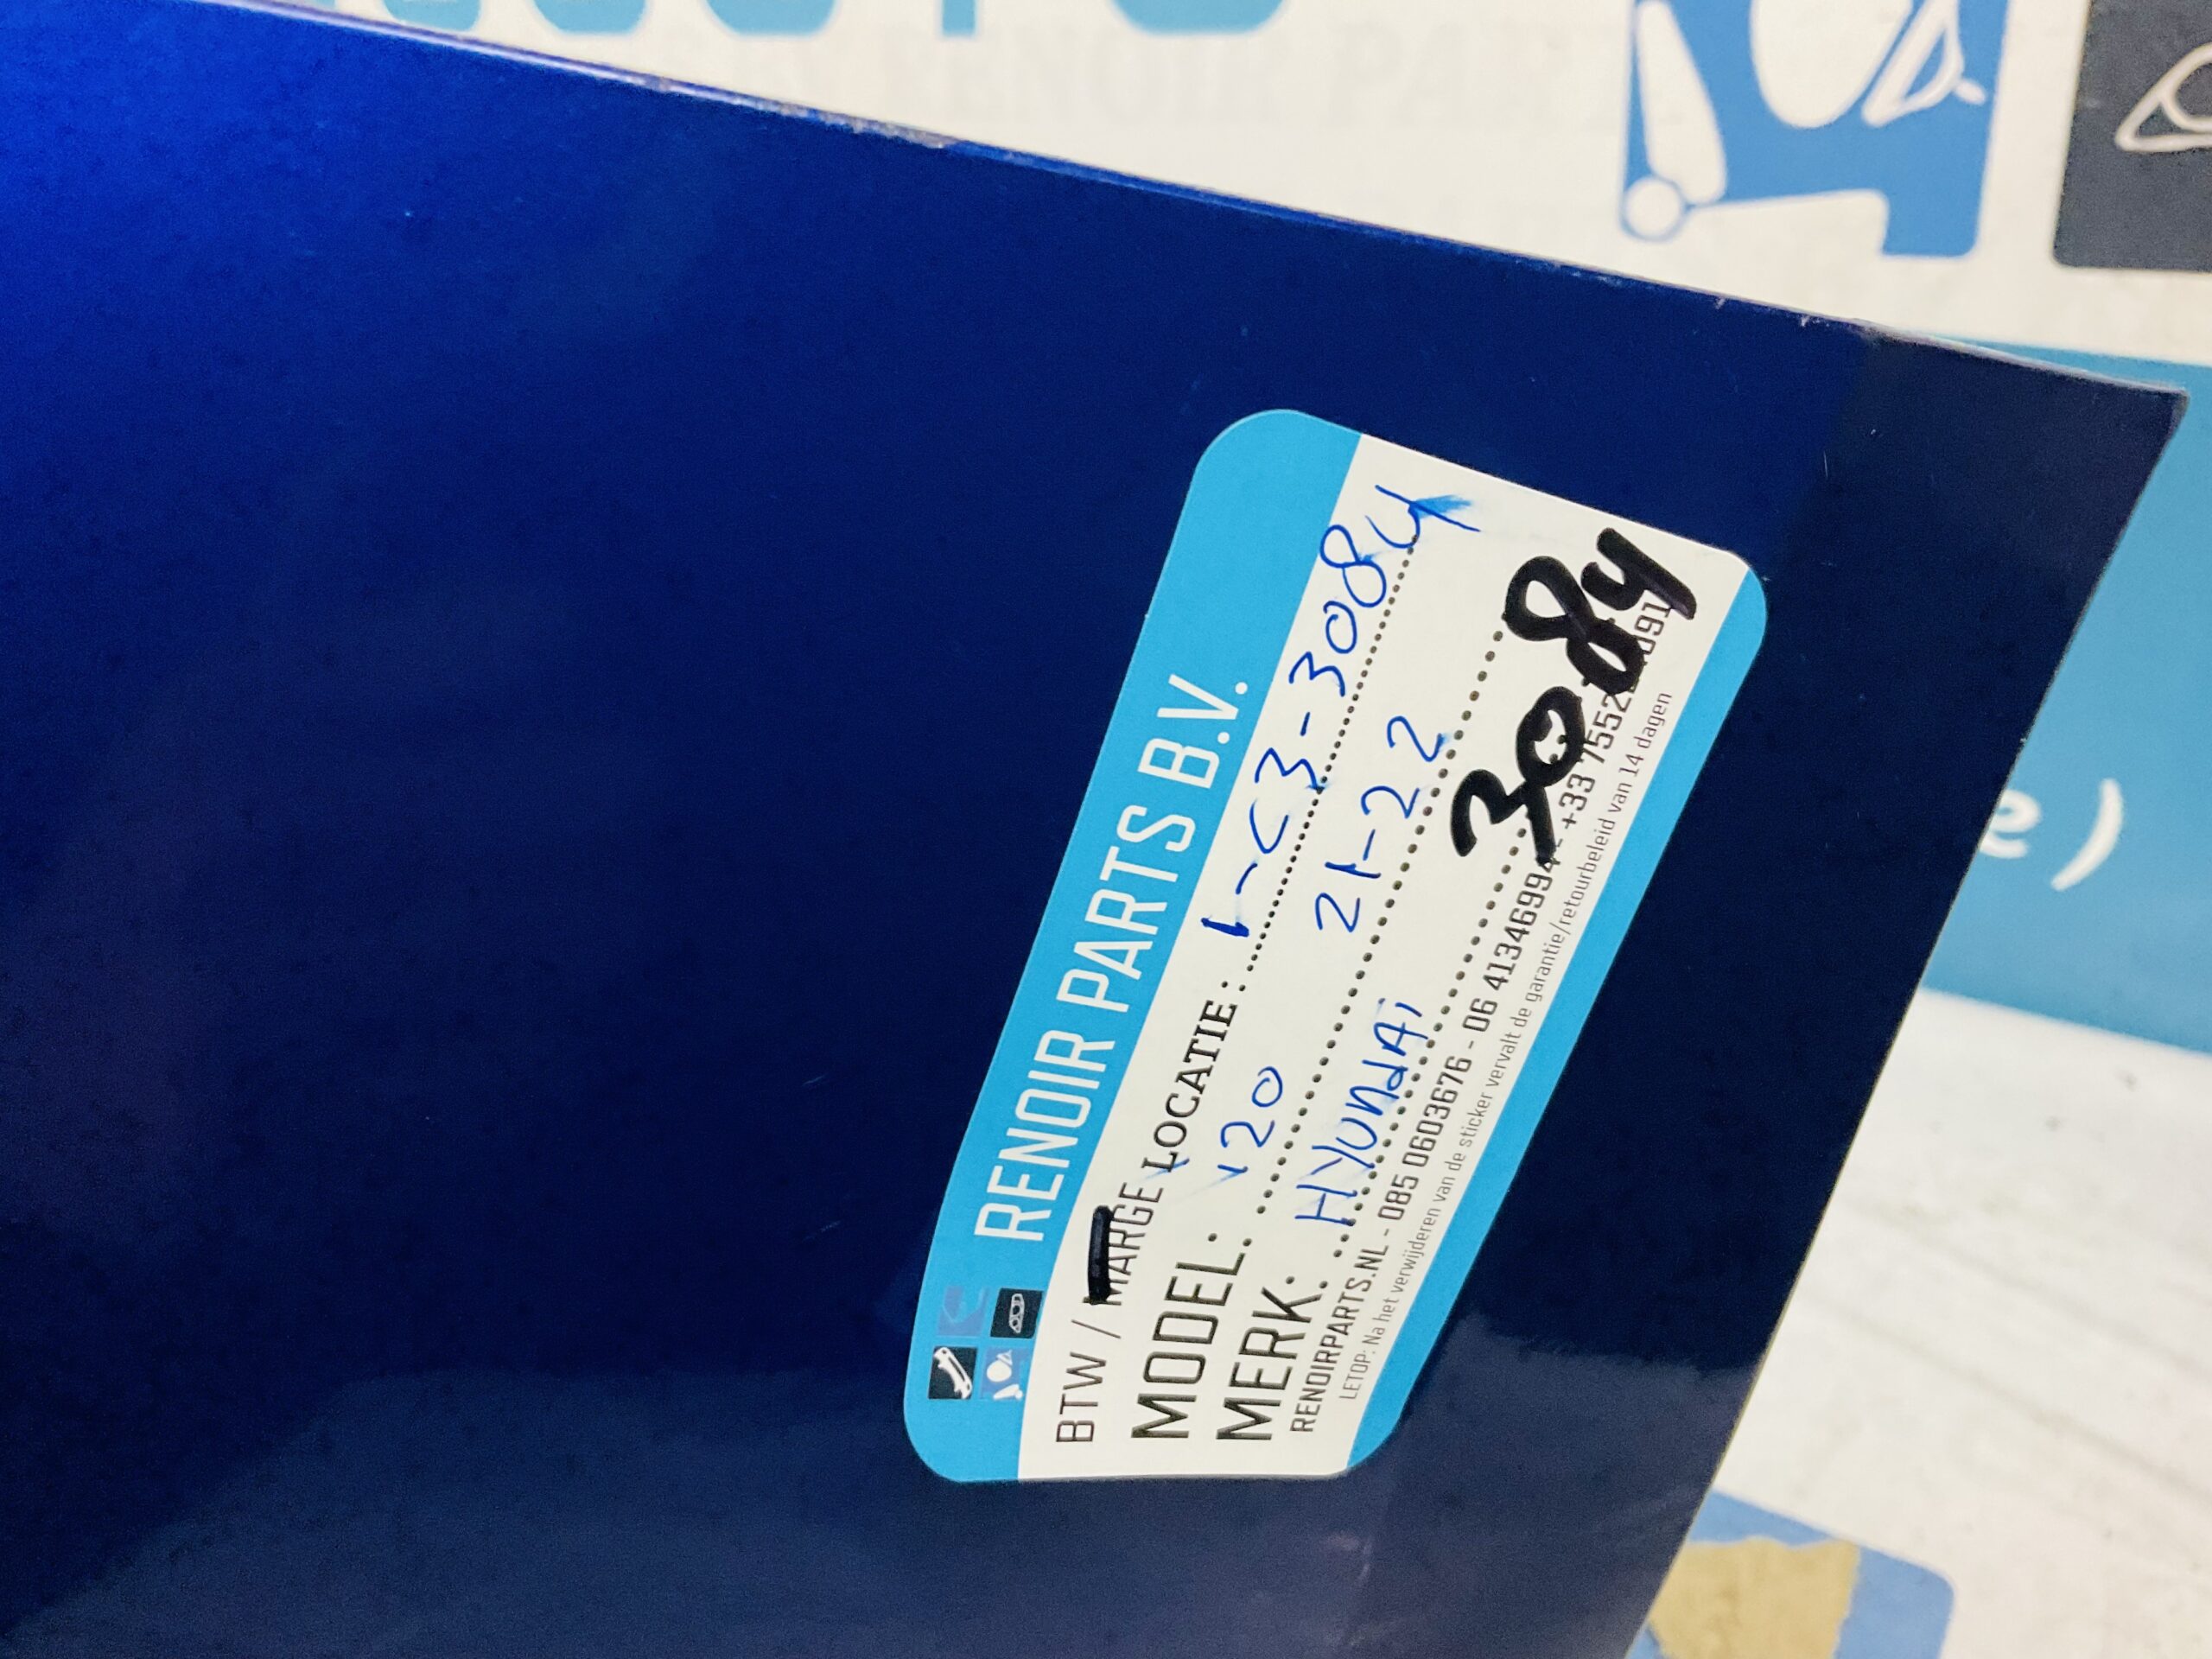 RENOIR PARTS B.V.
BTW / MARGE LOCATIE: 1-C3-3084
MODEL: i20 21-22
MERK: HYUNdAi
3084
RENOIRPARTS.NL - 085 0603676 - 06 41346994 - +33
LETOP: Na het verwijderen van de sticker vervalt de garantie/retourbeleid van 14 dagen